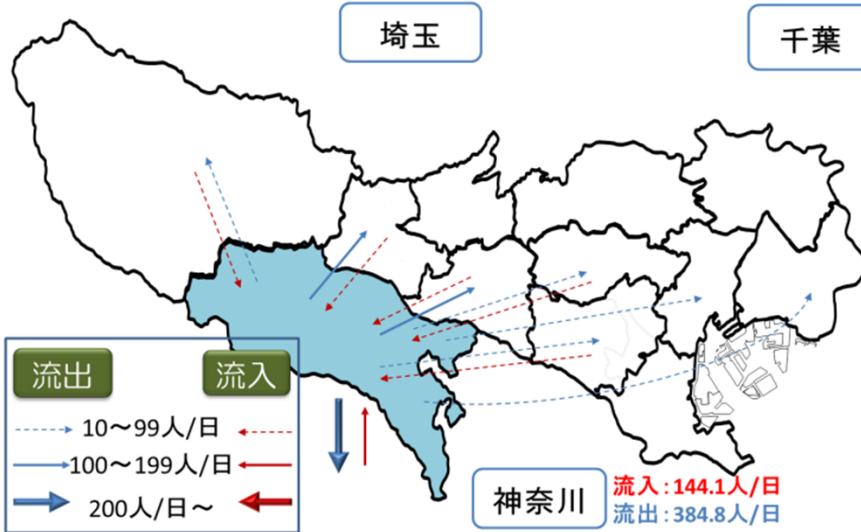 埼玉
千葉
流出 流入
10～99人/日
100～199人/日
200人/日～
神奈川
流入:144.1人/日
流出:384.8人/日